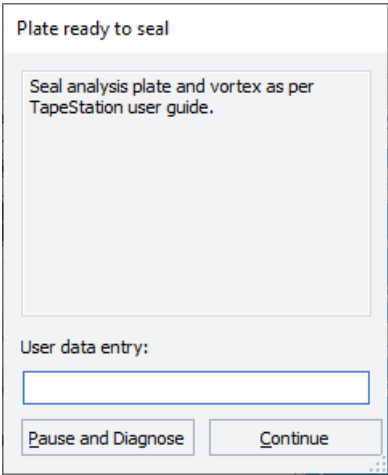 Plate ready to seal
Seal analysis plate and vortex as per
TapeStation user guide.
User data entry:
Pause and Diagnose
Continue